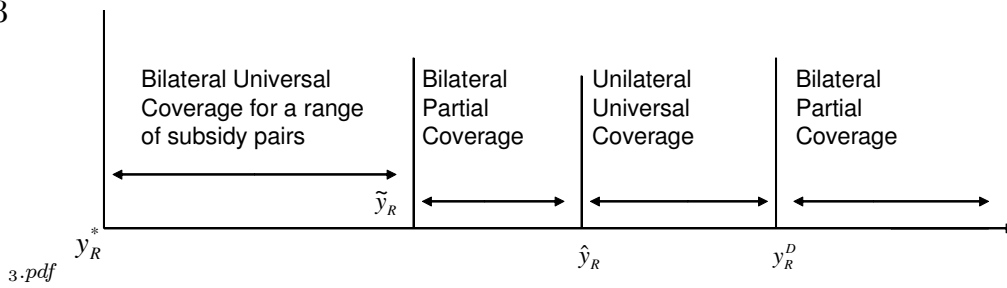 3
Bilateral Universal
Coverage for a range
of subsidy pairs
Bilateral
Partial
Coverage
Unilateral
Universal
Coverage
Bilateral
Partial
Coverage
ỹ_R
y*_R
ŷ_R
y^D_R
3.pdf